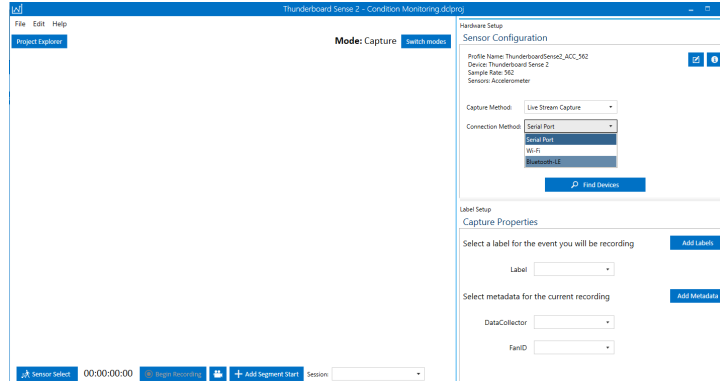 Thunderboard Sense 2 - Condition Monitoring.dclproj
File Edit Help
Project Explorer
Mode: Capture
Switch modes
Hardware Setup
Sensor Configuration
Profile Name: ThunderboardSense2_ACC_562
Device: Thunderboard Sense 2
Sample Rate: 562
Sensors: Accelerometer
Capture Method: Live Stream Capture
Connection Method: Serial Port
Serial Port
Wi-Fi
Bluetooth-LE
Find Devices
Label Setup
Capture Properties
Select a label for the event you will be recording
Add Labels
Label
Select metadata for the current recording
Add Metadata
DataCollector
FanID
Sensor Select 00:00:00:00 Begin Recording Add Segment Start Session: